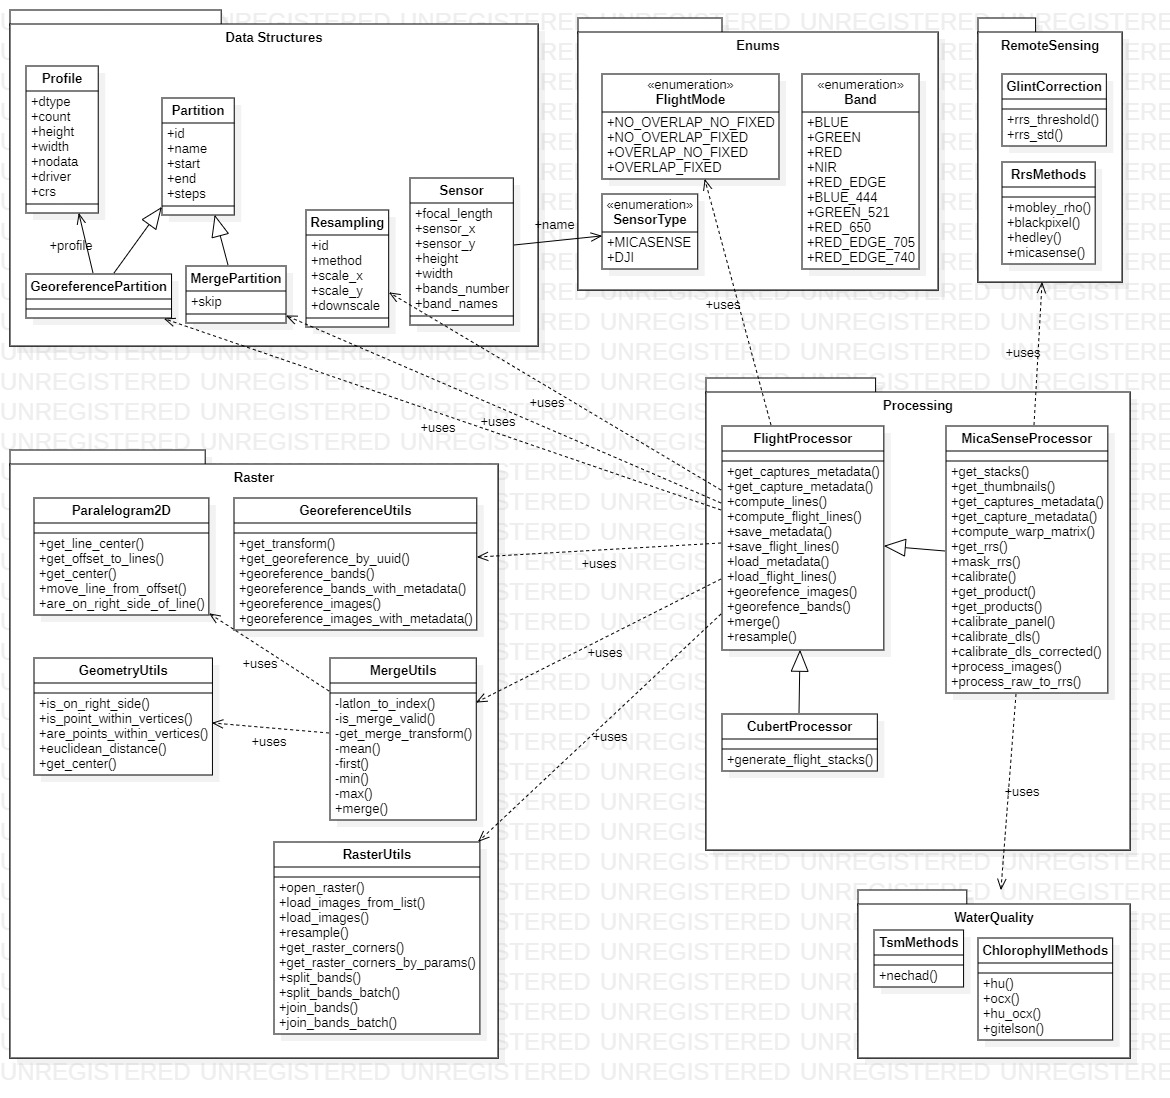 Data Structures
Profile
+dtype
+count
+height
+width
+nodata
+driver
+crs
Partition
+id
+name
+start
+end
+steps
+profile
GeoreferencePartition
MergePartition
+skip
Resampling
+id
+method
+scale_x
+scale_y
+downscale
Sensor
+focal_length
+sensor_x
+sensor_y
+height
+width
+bands_number
+band_names
+name
Enums
«enumeration»
FlightMode
+NO_OVERLAP_NO_FIXED
+NO_OVERLAP_FIXED
+OVERLAP_NO_FIXED
+OVERLAP_FIXED
«enumeration»
SensorType
+MICASENSE
+DJI
«enumeration»
Band
+BLUE
+GREEN
+RED
+NIR
+RED_EDGE
+BLUE_444
+GREEN_521
+RED_650
+RED_EDGE_705
+RED_EDGE_740
RemoteSensing
GlintCorrection
+rrs_threshold()
+rrs_std()
RrsMethods
+mobley_rho()
+blackpixel()
+hedley()
+micasense()
+uses
+uses
+uses
+uses
+uses
Processing
FlightProcessor
+get_captures_metadata()
+get_capture_metadata()
+compute_lines()
+compute_flight_lines()
+save_metadata()
+save_flight_lines()
+load_metadata()
+load_flight_lines()
+georefence_images()
+georefence_bands()
+merge()
+resample()
MicaSenseProcessor
+get_stacks()
+get_thumbnails()
+get_captures_metadata()
+get_capture_metadata()
+compute_warp_matrix()
+get_rrs()
+mask_rrs()
+calibrate()
+get_product()
+get_products()
+calibrate_panel()
+calibrate_dls()
+calibrate_dls_corrected()
+process_images()
+process_raw_to_rrs()
CubertProcessor
+generate_flight_stacks()
Raster
Paralelogram2D
+get_line_center()
+get_offset_to_lines()
+get_center()
+move_line_from_offset()
+are_on_right_side_of_line()
GeoreferenceUtils
+get_transform()
+get_georeference_by_uuid()
+georeference_bands()
+georeference_bands_with_metadata()
+georeference_images()
+georeference_images_with_metadata()
+uses
+uses
+uses
GeometryUtils
+is_on_right_side()
+is_point_within_vertices()
+are_points_within_vertices()
+euclidean_distance()
+get_center()
MergeUtils
-latlon_to_index()
-is_merge_valid()
-get_merge_transform()
-mean()
-first()
-min()
-max()
+merge()
+uses
+uses
+uses
RasterUtils
+open_raster()
+load_images_from_list()
+load_images()
+resample()
+get_raster_corners()
+get_raster_corners_by_params()
+split_bands()
+split_bands_batch()
+join_bands()
+join_bands_batch()
WaterQuality
TsmMethods
+nechad()
ChlorophyllMethods
+hu()
+ocx()
+hu_ocx()
+gitelson()